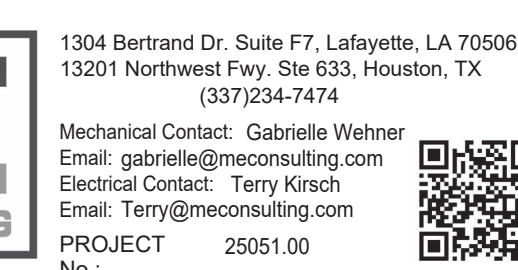 1304 Bertrand Dr. Suite F7, Lafayette, LA 70506
13201 Northwest Fwy. Ste 633, Houston, TX
(337)234-7474
Mechanical Contact: Gabrielle Wehner
Email: gabrielle@meconsulting.com
Electrical Contact: Terry Kirsch
Email: Terry@meconsulting.com
PROJECT 25051.00
No.: